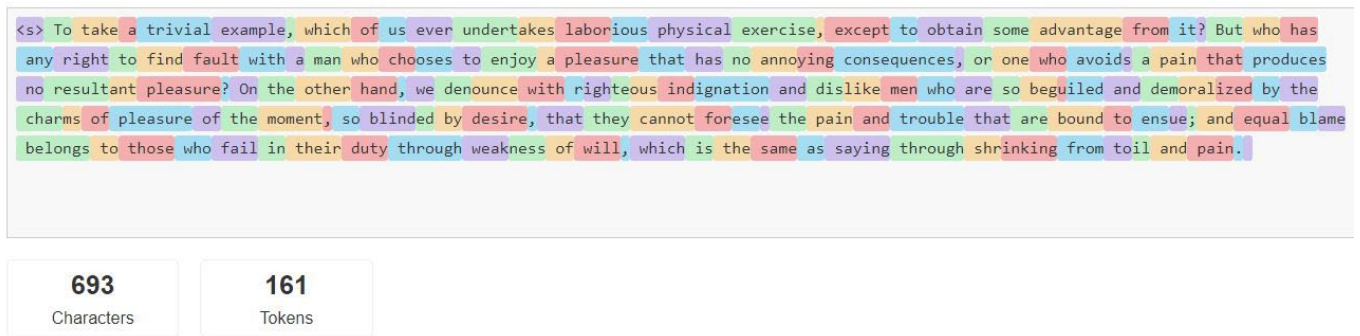 <s> To take a trivial example, which of us ever undertakes laborious physical exercise, except to obtain some advantage from it? But who has
any right to find fault with a man who chooses to enjoy a pleasure that has no annoying consequences, or one who avoids a pain that produces
no resultant pleasure? On the other hand, we denounce with righteous indignation and dislike men who are so beguiled and demoralized by the
charms of pleasure of the moment, so blinded by desire, that they cannot foresee the pain and trouble that are bound to ensue; and equal blame
belongs to those who fail in their duty through weakness of will, which is the same as saying through shrinking from toil and pain.
693 161
Characters Tokens